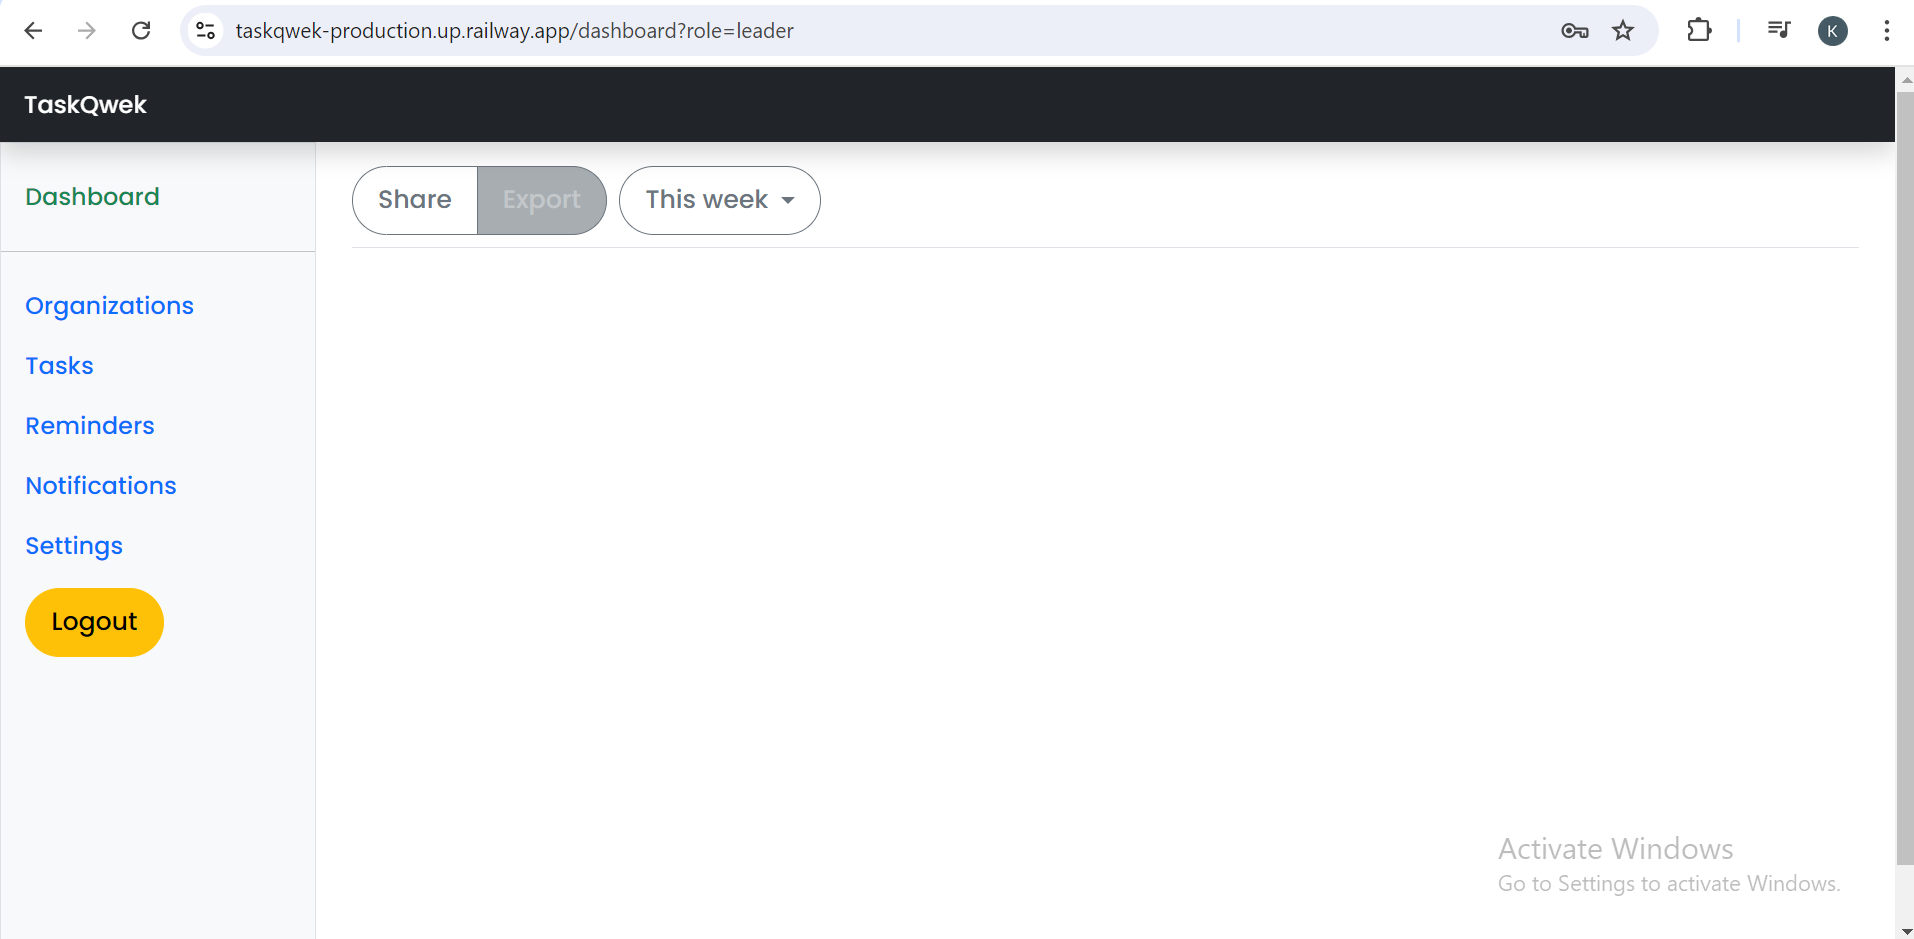 taskqwek-production.up.railway.app/dashboard?role=leader
K
TaskQwek
Dashboard
Share
Export
This week
Organizations
Tasks
Reminders
Notifications
Settings
Logout
Activate Windows
Go to Settings to activate Windows.